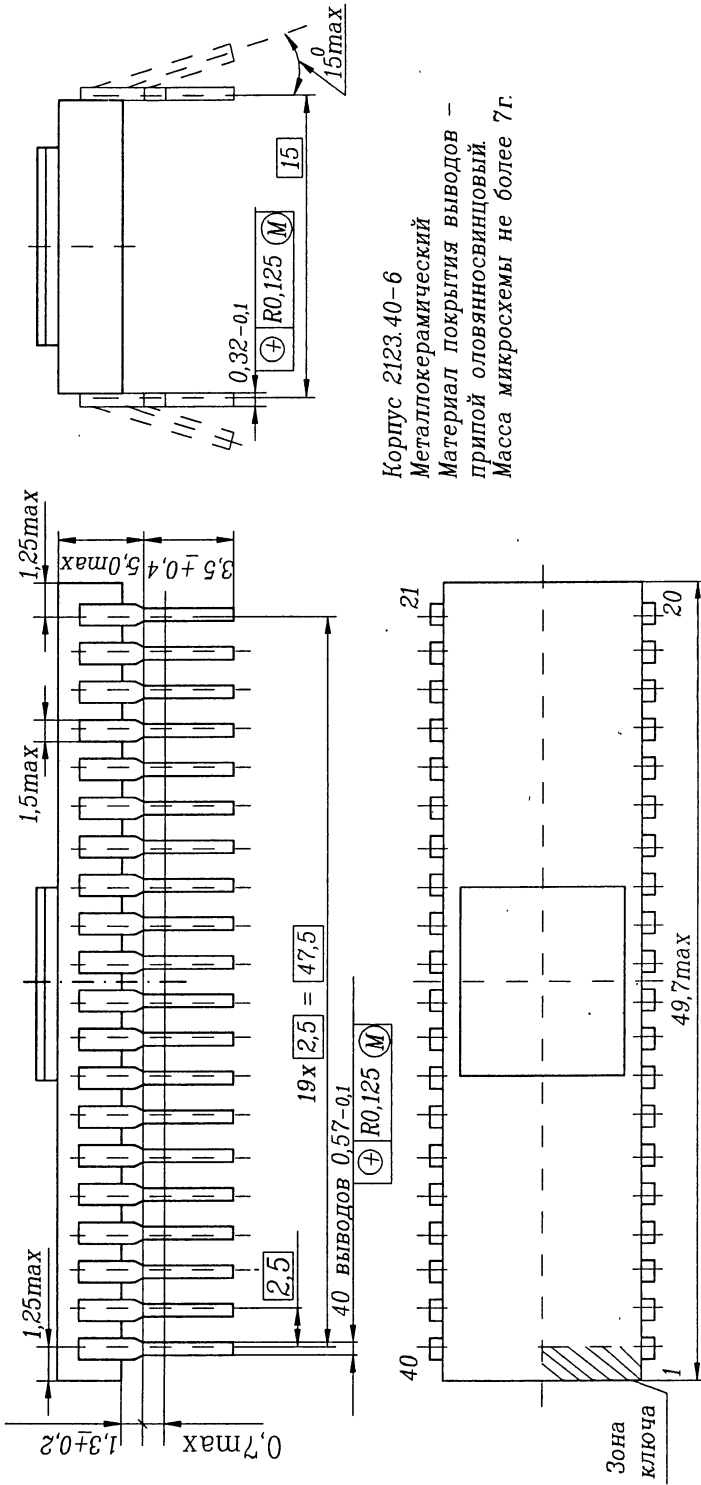 1,25max
1,5max
1,25max
5,0max
3,5±0,4
1,3±0,2
0,7max
2,5
19x 2,5 = 47,5
40 выводов 0,57-0,1
R0,125 M
0,32-0,1
R0,125 M
15
15⁰max
40
21
1
20
49,7max
Зона
ключа
Корпус 2123.40-6
Металлокерамический
Материал покрытия выводов -
припой оловянносвинцовый.
Масса микросхемы не более 7г.